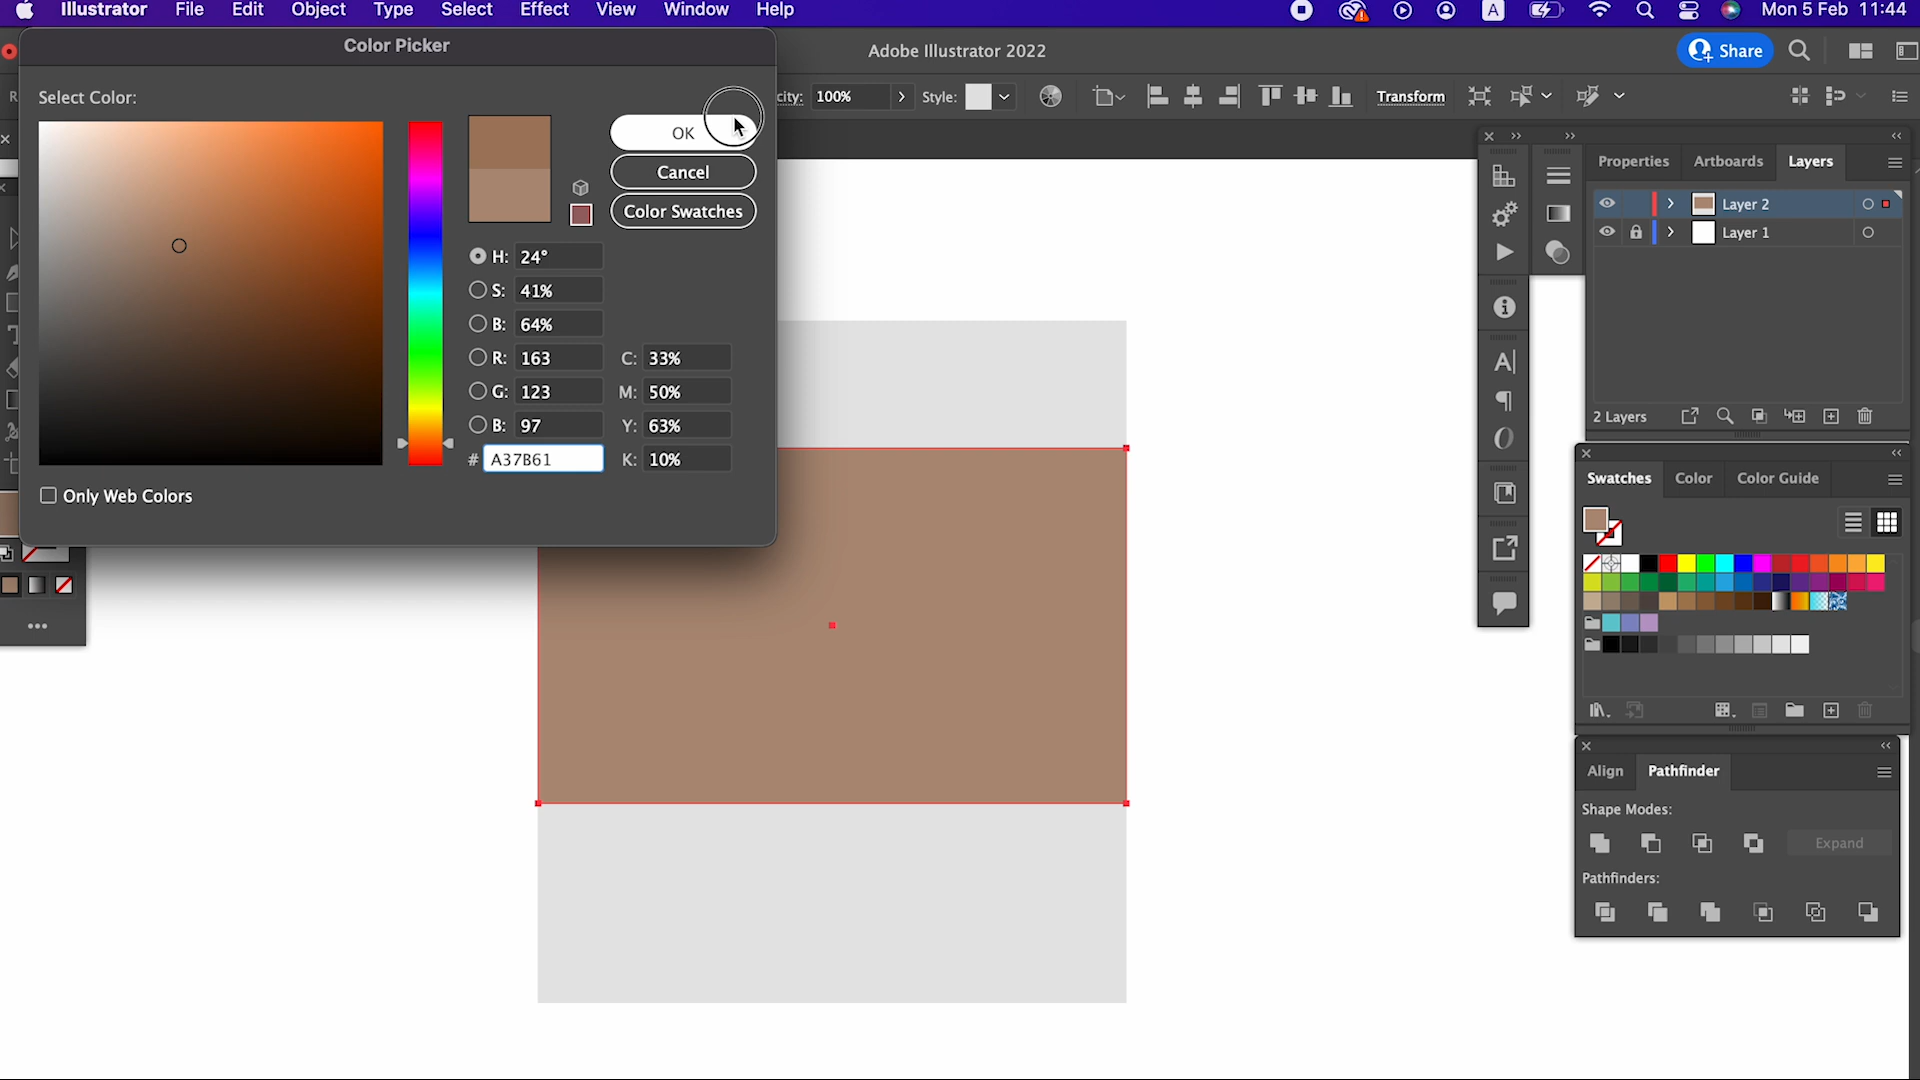 Illustrator File Edit Object Type Select Effect View Window Help A Mon 5 Feb 11:44
Color Picker
Adobe Illustrator 2022
Share
Select Color:
city: 100% Style: Transform
OK
Cancel
Color Swatches
H: 24°
S: 41%
B: 64%
R: 163 C: 33%
G: 123 M: 50%
B: 97 Y: 63%
# A37B61 K: 10%
Only Web Colors
Properties Artboards Layers
Layer 2
Layer 1
2 Layers
Swatches Color Color Guide
Align Pathfinder
Shape Modes:
Expand
Pathfinders: